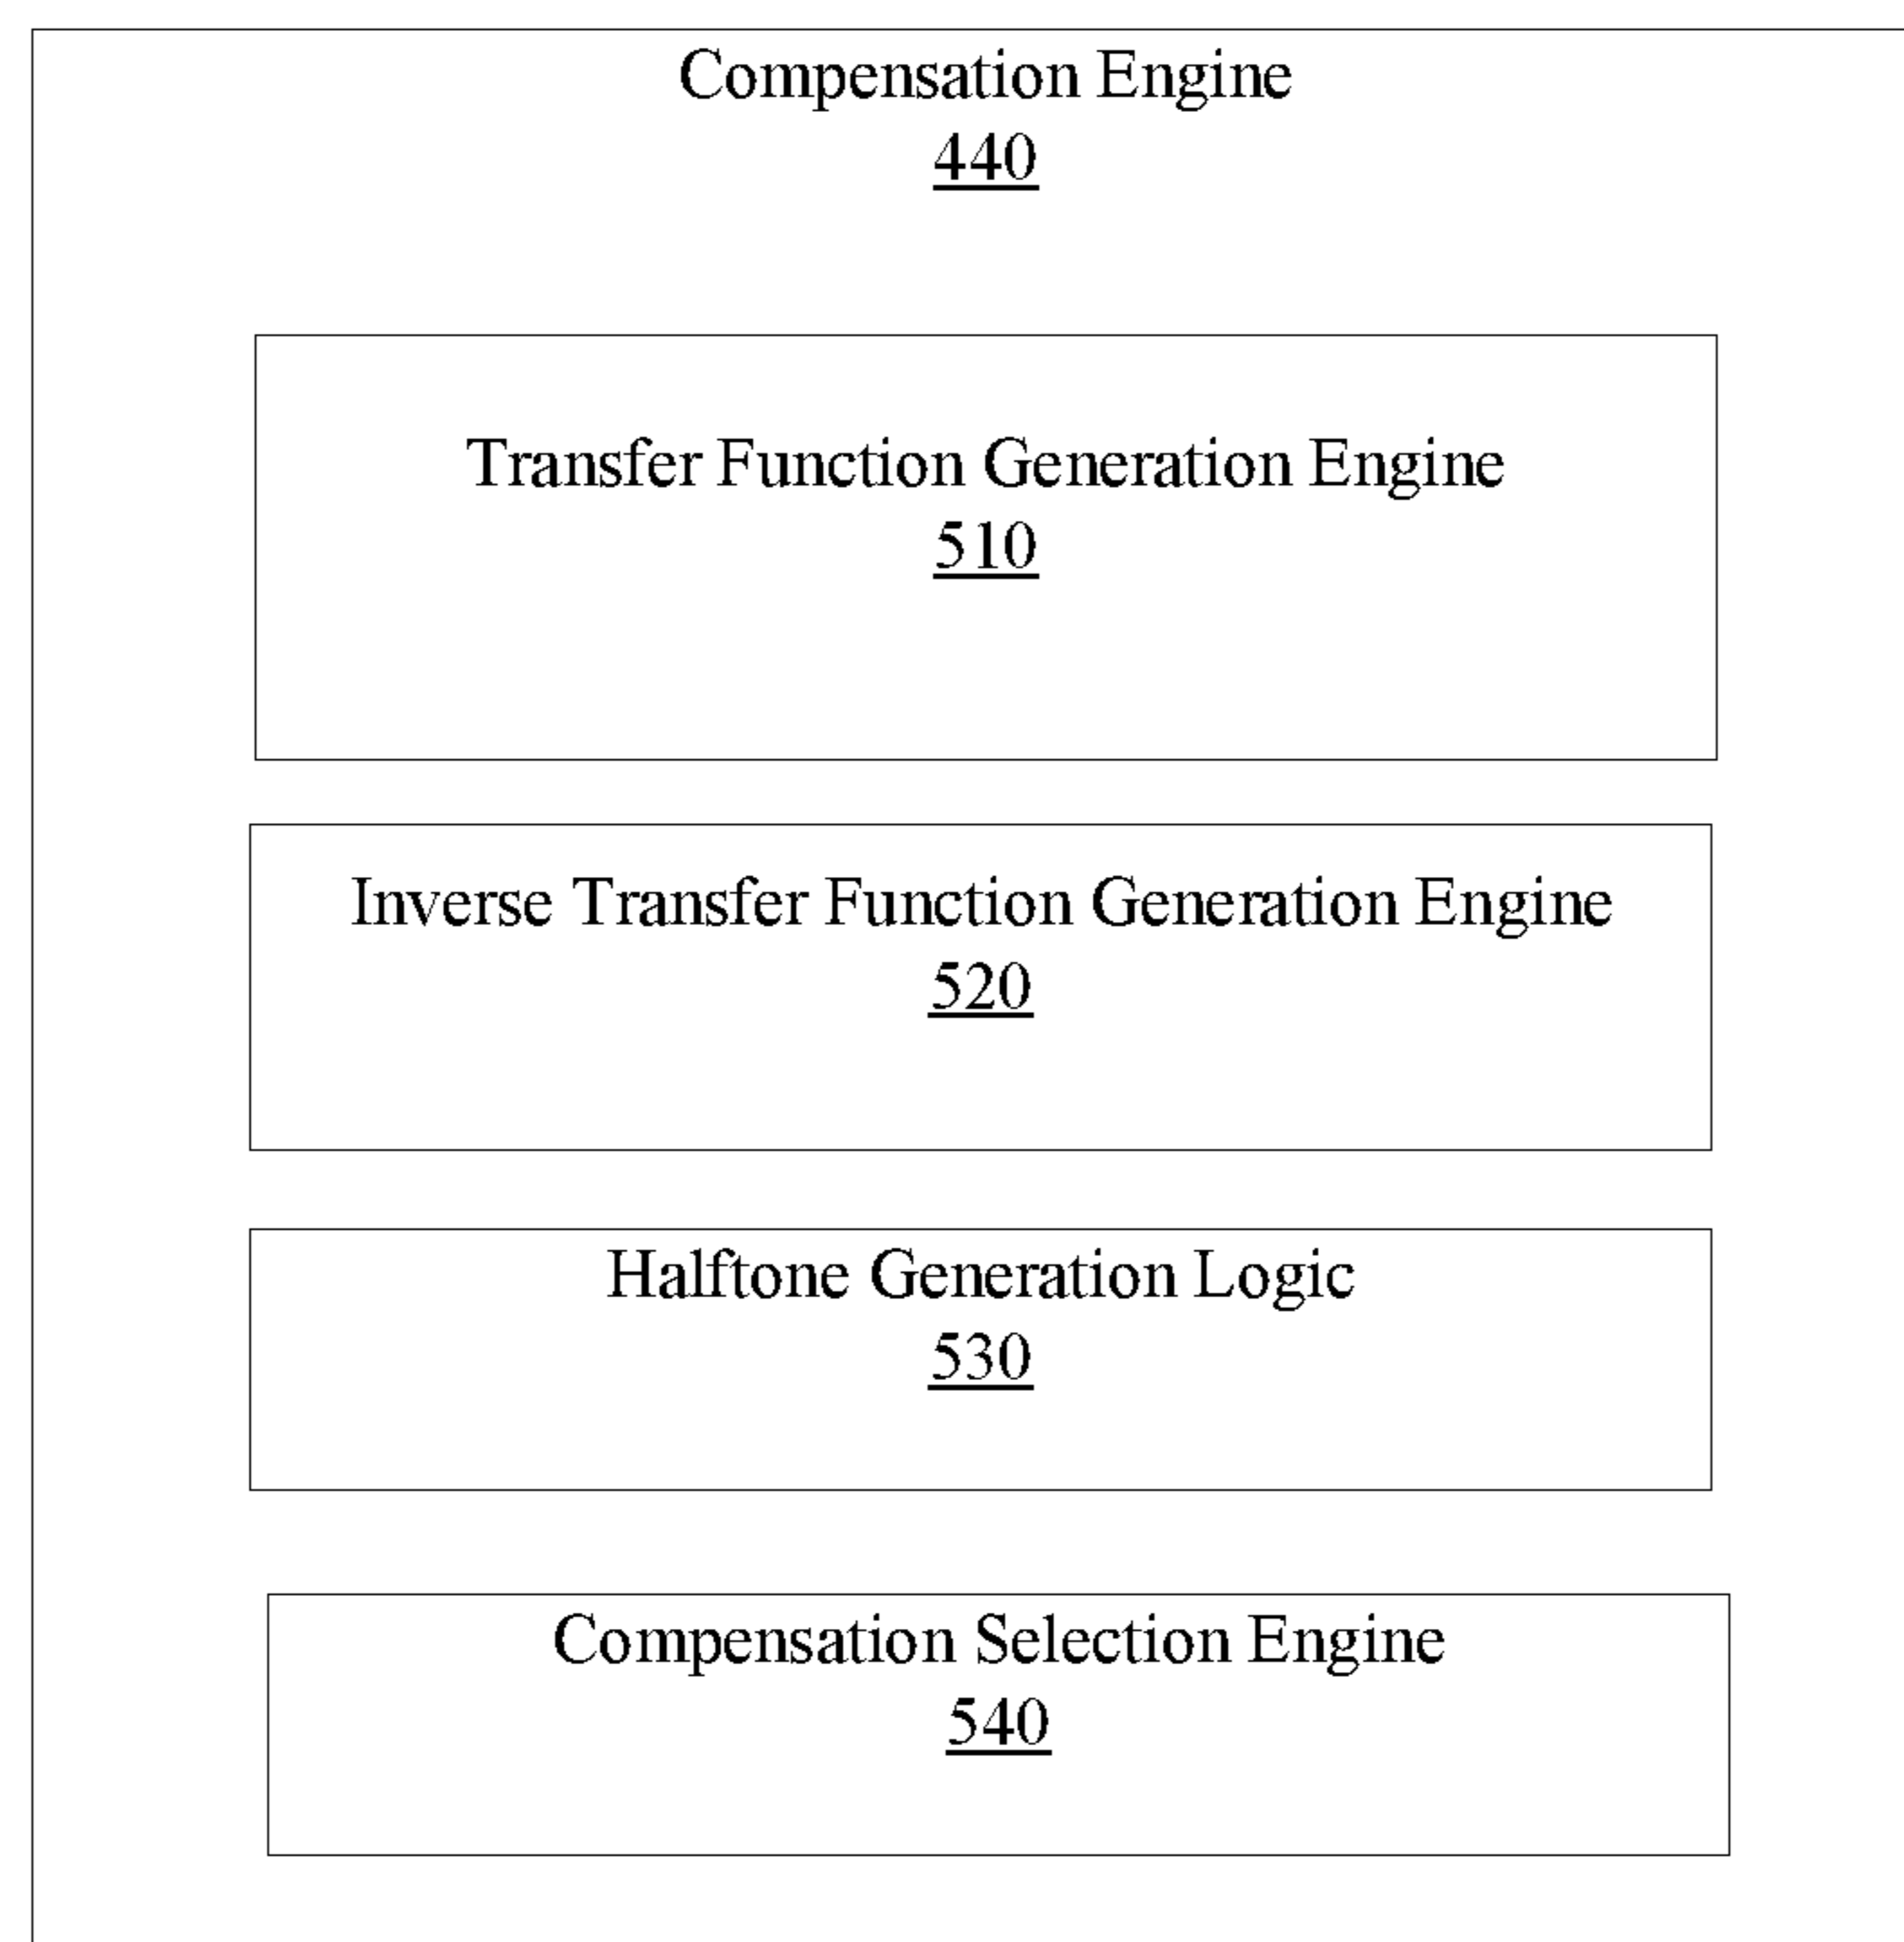 Compensation Engine
440
Transfer Function Generation Engine
510
Inverse Transfer Function Generation Engine
520
Halftone Generation Logic
530
Compensation Selection Engine
540